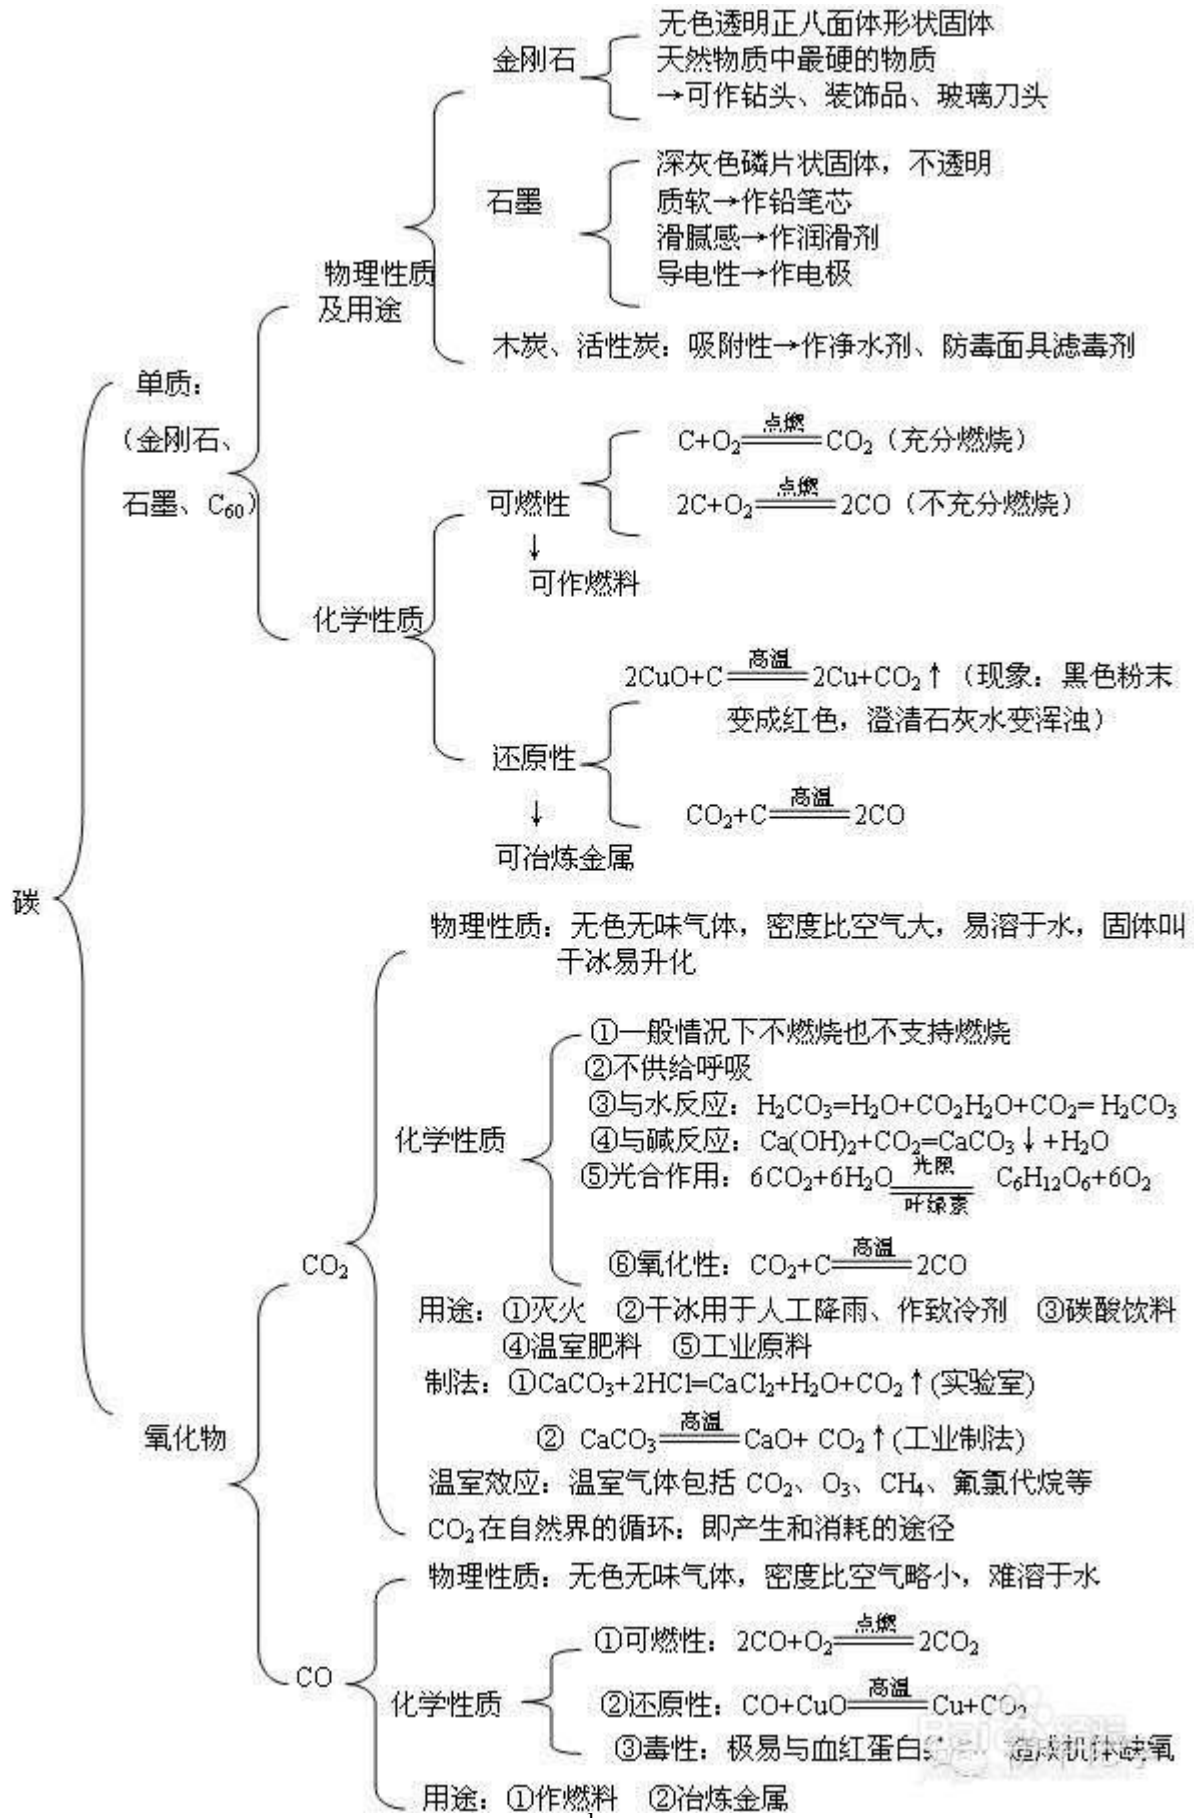 无色透明正八面体形状固体
金刚石
天然物质中最硬的物质
→可作钻头、装饰品、玻璃刀头
深灰色磷片状固体，不透明
石墨
质软→作铅笔芯
滑腻感→作润滑剂
导电性→作电极
物理性质
及用途
木炭、活性炭：吸附性→作净水剂、防毒面具滤毒剂
单质：
（金刚石、
石墨、C₆₀）
C+O₂ 点燃 CO₂（充分燃烧）
可燃性
2C+O₂ 点燃 2CO（不充分燃烧）
↓
可作燃料
化学性质
2CuO+C 高温 2Cu+CO₂↑（现象：黑色粉末
变成红色，澄清石灰水变浑浊）
还原性
↓
CO₂+C 高温 2CO
可冶炼金属
碳
物理性质：无色无味气体，密度比空气大，易溶于水，固体叫
干冰易升化
①一般情况下不燃烧也不支持燃烧
②不供给呼吸
③与水反应：H₂CO₃=H₂O+CO₂H₂O+CO₂= H₂CO₃
化学性质
④与碱反应：Ca(OH)₂+CO₂=CaCO₃↓+H₂O
⑤光合作用：6CO₂+6H₂O 光照 叶绿素 C₆H₁₂O₆+6O₂
⑥氧化性：CO₂+C 高温 2CO
CO₂
用途：①灭火 ②干冰用于人工降雨、作致冷剂 ③碳酸饮料
④温室肥料 ⑤工业原料
制法：①CaCO₃+2HCl=CaCl₂+H₂O+CO₂↑(实验室)
② CaCO₃ 高温 CaO+ CO₂↑(工业制法)
氧化物
温室效应：温室气体包括 CO₂、O₃、CH₄、氟氯代烷等
CO₂在自然界的循环：即产生和消耗的途径
物理性质：无色无味气体，密度比空气略小，难溶于水
①可燃性：2CO+O₂ 点燃 2CO₂
CO
化学性质
②还原性：CO+CuO 高温 Cu+CO₂
③毒性：极易与血红蛋白 造成机体缺氧
用途：①作燃料 ②冶炼金属